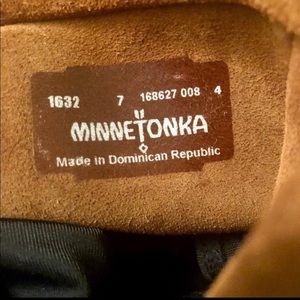 1632 7 168627 008 4
MINNETONKA
Made in Dominican Republic